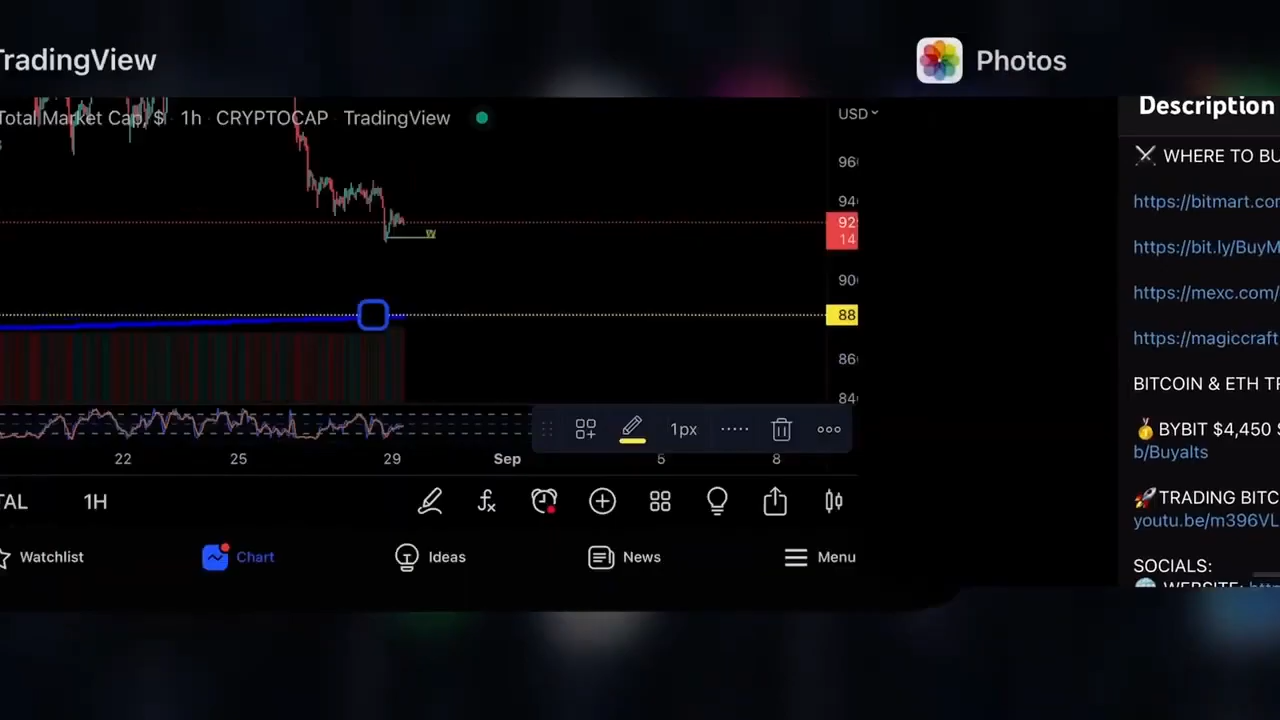 TradingView
Photos
Total Market Cap, $ 1h CRYPTOCAP TradingView
USD
96
94
92
14
90
88
86
84
W
22 25 29 Sep 5 8
1px
TAL 1H
Watchlist Chart Ideas News Menu
Description
WHERE TO BU
https://bitmart.com
https://bit.ly/BuyM
https://mexc.com/
https://magiccraft
BITCOIN & ETH TR
BYBIT $4,450 S
b/Buyalts
TRADING BITC
youtu.be/m396VL
SOCIALS:
WEBSITE: htt